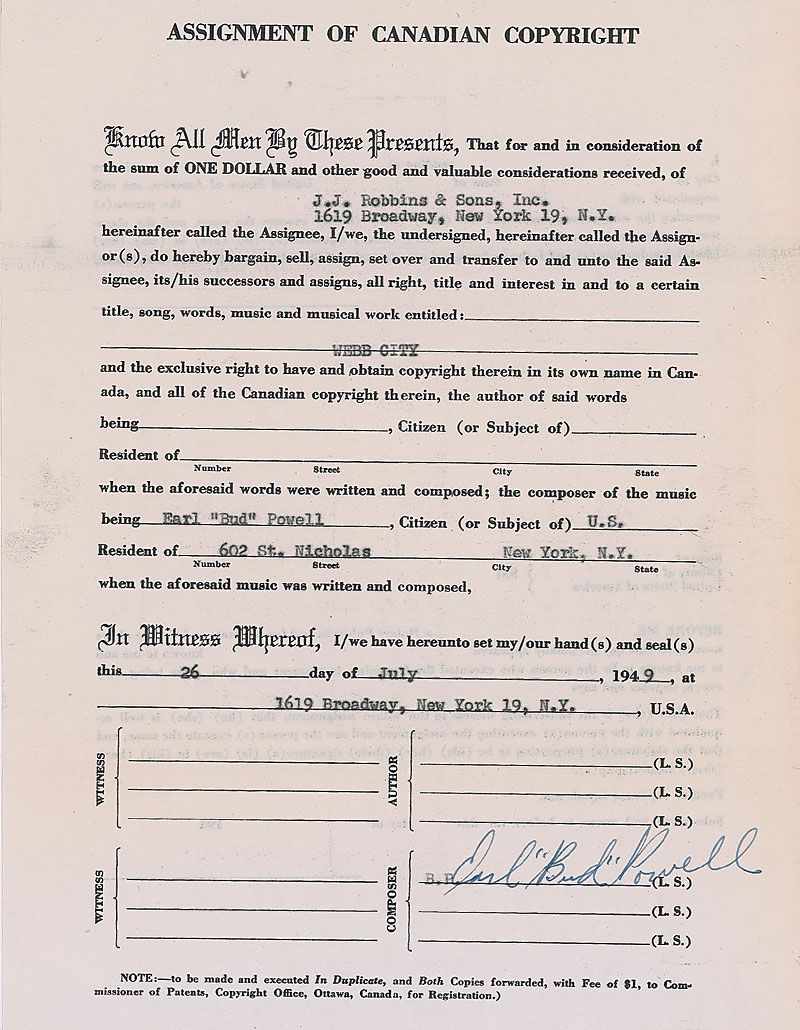 ASSIGNMENT OF CANADIAN COPYRIGHT
Know All Men By These Presents, That for and in consideration of
the sum of ONE DOLLAR and other good and valuable considerations received, of
J.J. Robbins & Sons, Inc.
1619 Broadway, New York 19, N.Y.
hereinafter called the Assignee, I/we, the undersigned, hereinafter called the Assign-
or(s), do hereby bargain, sell, assign, set over and transfer to and unto the said As-
signee, its/his successors and assigns, all right, title and interest in and to a certain
title, song, words, music and musical work entitled:
WEBB CITY
and the exclusive right to have and obtain copyright therein in its own name in Can-
ada, and all of the Canadian copyright therein, the author of said words
being , Citizen (or Subject of)
Resident of
Number Street City State
when the aforesaid words were written and composed; the composer of the music
being Earl "Bud" Powell , Citizen (or Subject of) U.S.
Resident of 602 St. Nicholas New York, N.Y.
Number Street City State
when the aforesaid music was written and composed,
In Witness Whereof, I/we have hereunto set my/our hand(s) and seal(s)
this 26 day of July , 1949 , at
1619 Broadway, New York 19, N.Y. , U.S.A.
WITNESS
AUTHOR
(L. S.)
(L. S.)
(L. S.)
WITNESS
COMPOSER
Earl "Bud" Powell (L. S.)
(L. S.)
(L. S.)
NOTE:—to be made and executed In Duplicate, and Both Copies forwarded, with Fee of $1, to Com-
missioner of Patents, Copyright Office, Ottawa, Canada, for Registration.)